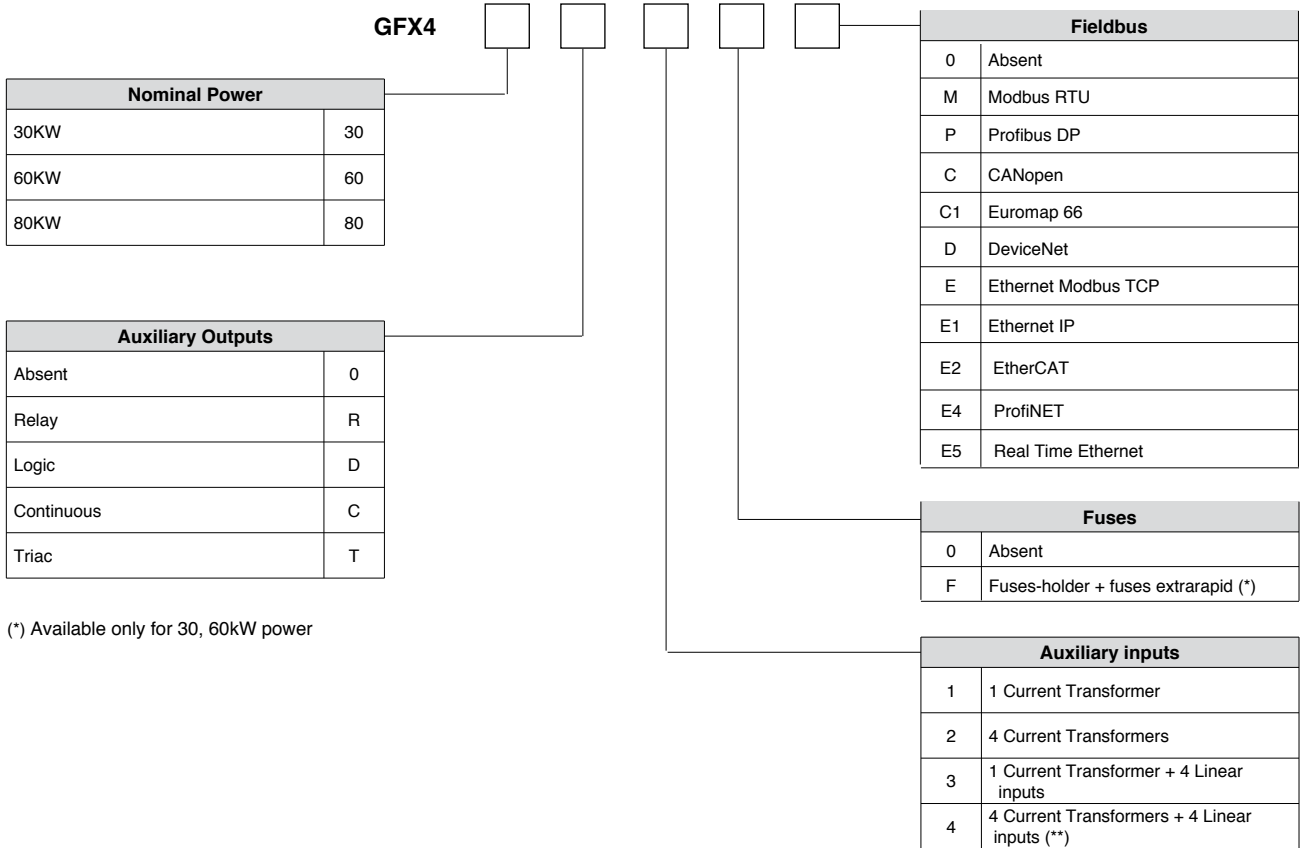 GFX4
Nominal Power
30KW 30
60KW 60
80KW 80
Auxiliary Outputs
Absent 0
Relay R
Logic D
Continuous C
Triac T
(*) Available only for 30, 60kW power
Fieldbus
0 Absent
M Modbus RTU
P Profibus DP
C CANopen
C1 Euromap 66
D DeviceNet
E Ethernet Modbus TCP
E1 Ethernet IP
E2 EtherCAT
E4 ProfiNET
E5 Real Time Ethernet
Fuses
0 Absent
F Fuses-holder + fuses extrarapid (*)
Auxiliary inputs
1 1 Current Transformer
2 4 Current Transformers
3 1 Current Transformer + 4 Linear
inputs
4 4 Current Transformers + 4 Linear
inputs (**)